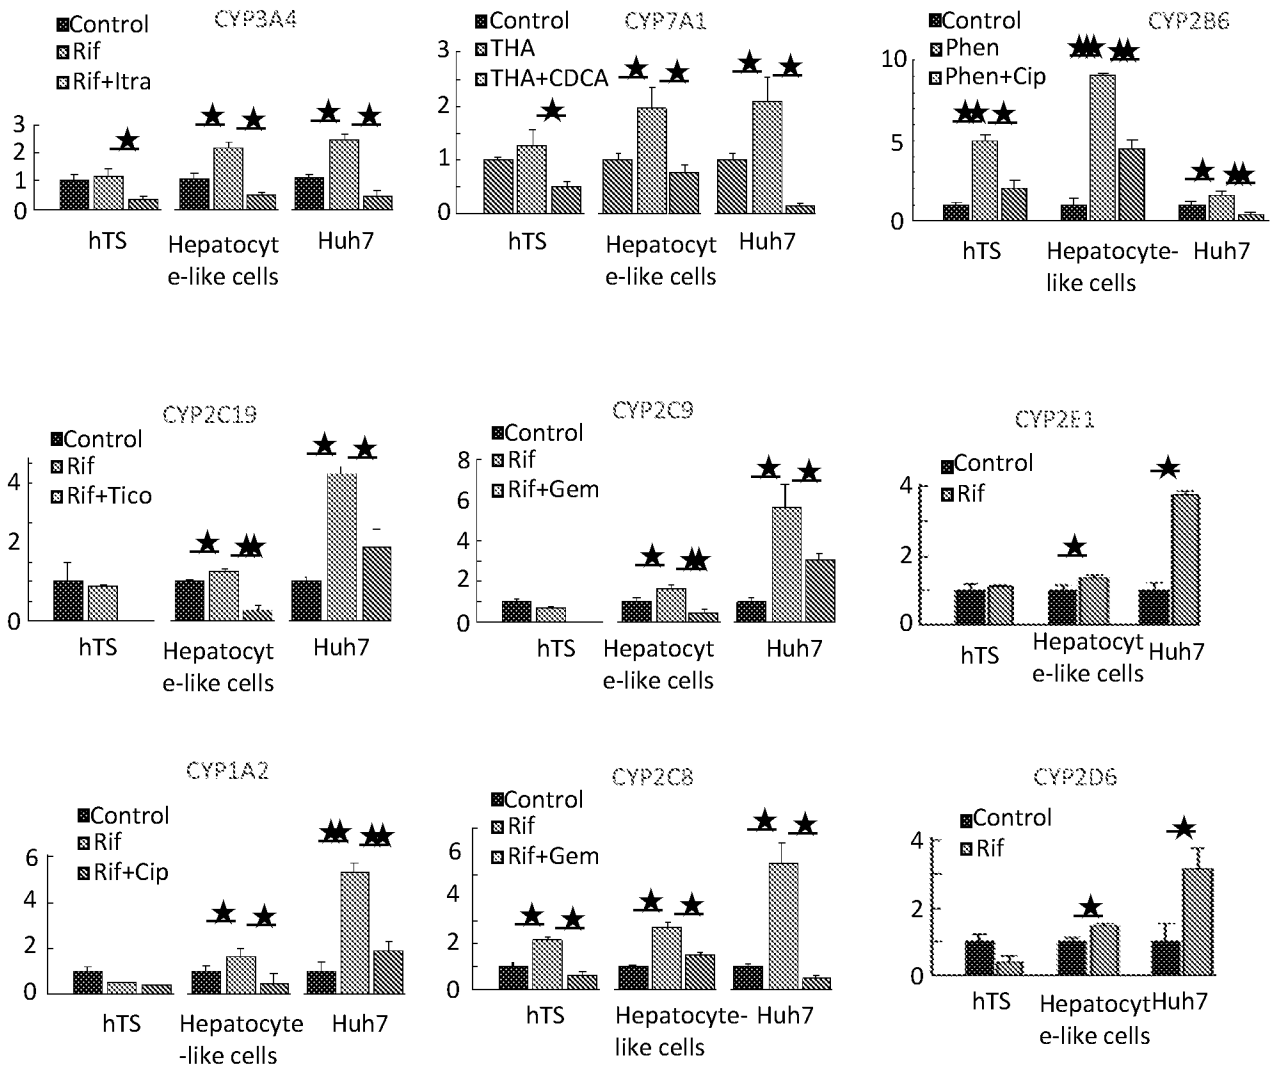 CYP3A4
Control
Rif
Rif+Itra
3
2
1
0
hTS
Hepatocyt
e-like cells
Huh7
CYP7A1
Control
THA
THA+CDCA
3
2
1
0
hTS
Hepatocyt
e-like cells
Huh7
CYP2B6
Control
Phen
Phen+Cip
10
5
0
hTS
Hepatocyte-
like cells
Huh7
CYP2C19
Control
Rif
Rif+Tico
4
2
0
hTS
Hepatocyt
e-like cells
Huh7
CYP2C9
Control
Rif
Rif+Gem
8
6
4
2
0
hTS
Hepatocyt
e-like cells
Huh7
CYP2E1
Control
Rif
4
2
0
hTS
Hepatocyt
e-like cells
Huh7
CYP1A2
Control
Rif
Rif+Cip
6
4
2
0
hTS
Hepatocyte
-like cells
Huh7
CYP2C8
Control
Rif
Rif+Gem
6
4
2
0
hTS
Hepatocyte-
like cells
Huh7
CYP2D6
Control
Rif
4
2
0
hTS
Hepatocyt
e-like cells
Huh7